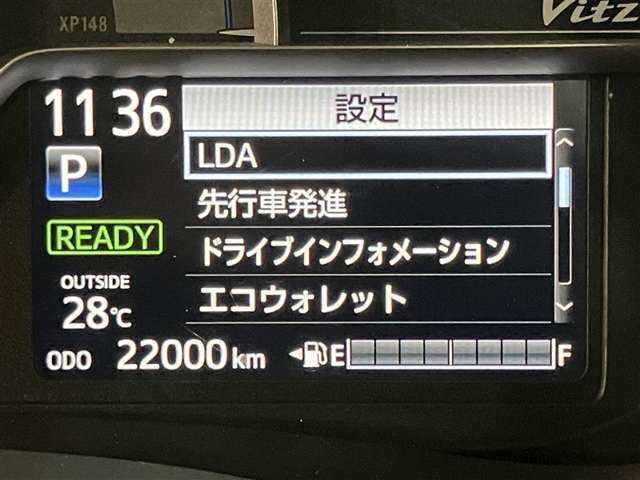 XP148
Vitz
11 36
設定
LDA
P
先行車発進
READY
ドライブインフォメーション
OUTSIDE
28℃
エコウォレット
ODO 22000 km
E F